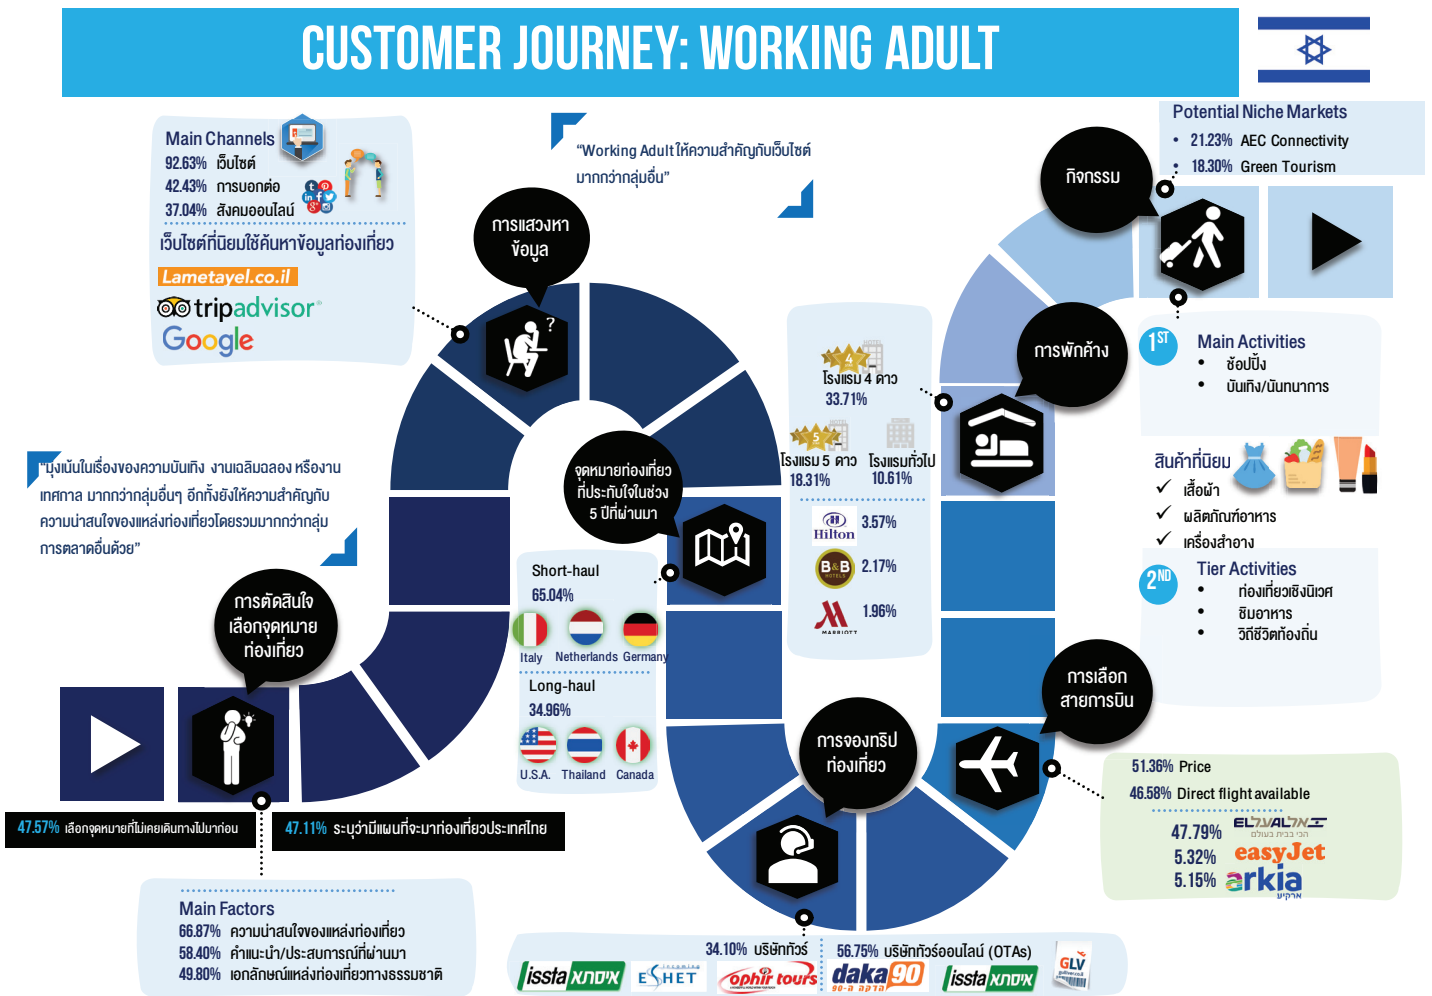 CUSTOMER JOURNEY: WORKING ADULT
Main Channels
92.63% เว็บไซต์
42.43% การบอกต่อ
37.04% สังคมออนไลน์
เว็บไซต์ที่นิยมใช้ค้นหาข้อมูลท่องเที่ยว
Lametayel.co.il
tripadvisor®
Google
“Working Adult ให้ความสำคัญกับเว็บไซต์
มากกว่ากลุ่มอื่น”
การแสวงหา
ข้อมูล
?
“มุ่งเน้นในเรื่องของความบันเทิง งานเฉลิมฉลอง หรืองาน
เทศกาล มากกว่ากลุ่มอื่นๆ อีกทั้งยังให้ความสำคัญกับ
ความน่าสนใจของแหล่งท่องเที่ยวโดยรวมมากกว่ากลุ่ม
การตลาดอื่นด้วย”
การตัดสินใจ
เลือกจุดหมาย
ท่องเที่ยว
47.57% เลือกจุดหมายที่ไม่เคยเดินทางไปมาก่อน
47.11% ระบุว่ามีแผนที่จะมาท่องเที่ยวประเทศไทย
Main Factors
66.87% ความน่าสนใจของแหล่งท่องเที่ยว
58.40% คำแนะนำ/ประสบการณ์ที่ผ่านมา
49.80% เอกลักษณ์แหล่งท่องเที่ยวทางธรรมชาติ
จุดหมายท่องเที่ยว
ที่ประทับใจในช่วง
5 ปีที่ผ่านมา
Short-haul
65.04%
Italy Netherlands Germany
Long-haul
34.96%
U.S.A. Thailand Canada
การจองทริป
ท่องเที่ยว
34.10% บริษัททัวร์
issta איסתא
ESHET
ophir tours
56.75% บริษัททัวร์ออนไลน์ (OTAs)
daka 90
הדקה ה-90
issta איסתא
GLV
การเลือก
สายการบิน
51.36% Price
46.58% Direct flight available
47.79% EL AL אל על
הכי בבית בעולם
5.32% easyJet
5.15% arkia
ארקיע
การพักค้าง
4
โรงแรม 4 ดาว
33.71%
5
โรงแรม 5 ดาว
18.31%
โรงแรมทั่วไป
10.61%
Hilton 3.57%
B&B HOTELS 2.17%
MARRIOTT 1.96%
กิจกรรม
Potential Niche Markets
• 21.23% AEC Connectivity
• 18.30% Green Tourism
1ST
Main Activities
• ช้อปปิ้ง
• บันเทิง/นันทนาการ
สินค้าที่นิยม
✓ เสื้อผ้า
✓ ผลิตภัณฑ์อาหาร
✓ เครื่องสำอาง
2ND
Tier Activities
• ท่องเที่ยวเชิงนิเวศ
• ชิมอาหาร
• วิถีชีวิตท้องถิ่น